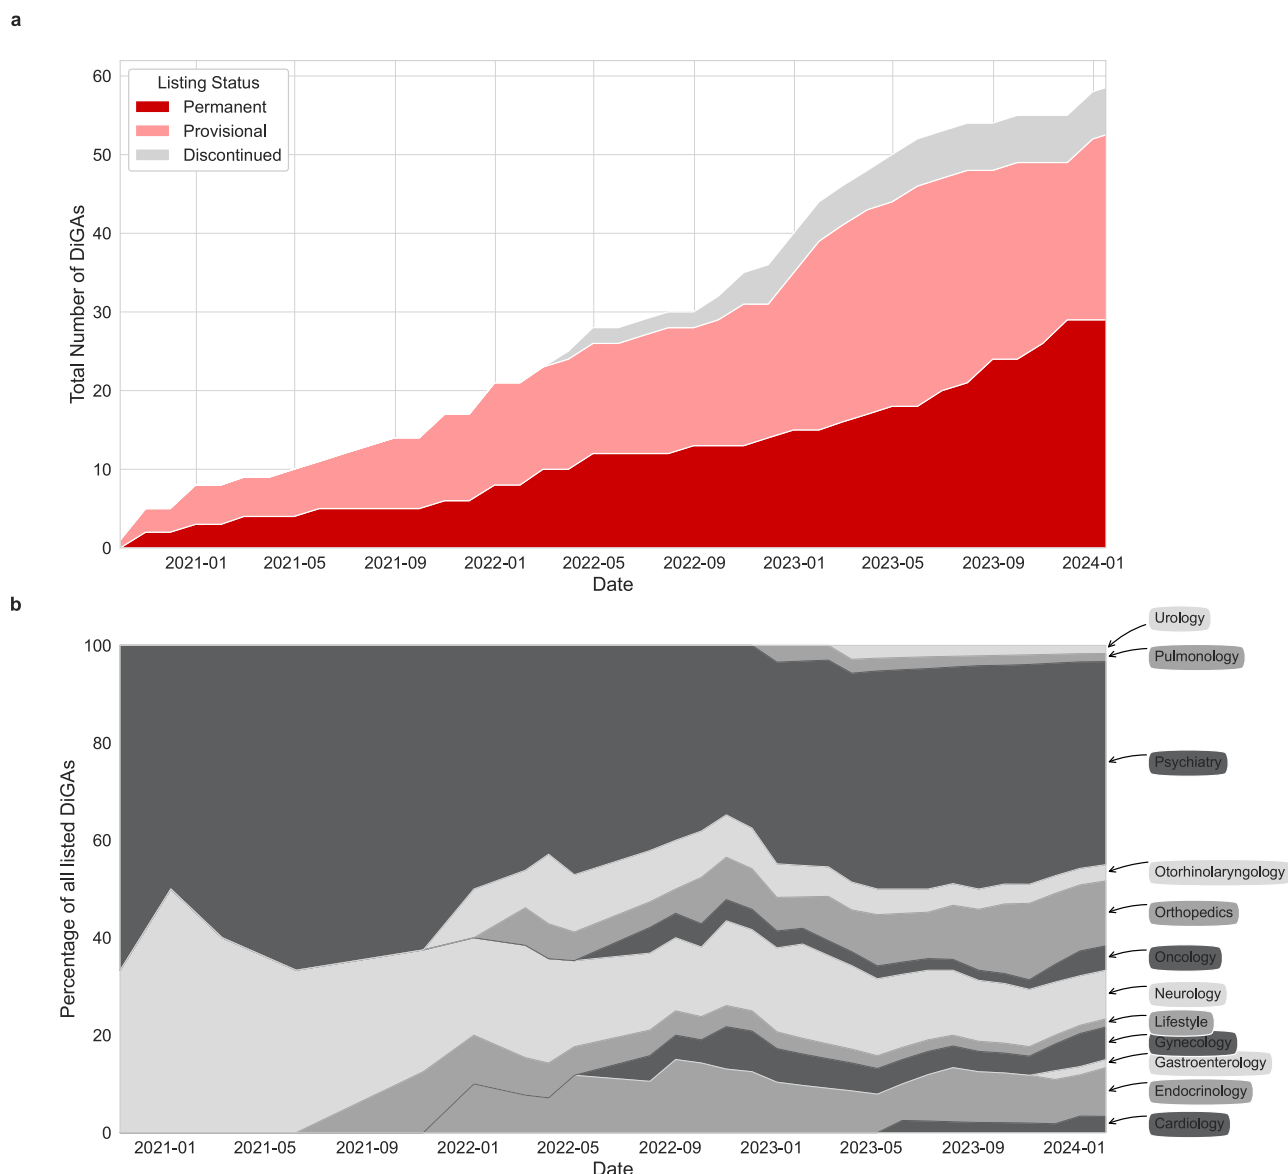 a
Total Number of DiGAs
60
50
40
30
20
10
0
Listing Status
Permanent
Provisional
Discontinued
2021-01 2021-05 2021-09 2022-01 2022-05 2022-09 2023-01 2023-05 2023-09 2024-01
Date
b
Percentage of all listed DiGAs
100
80
60
40
20
0
Urology
Pulmonology
Psychiatry
Otorhinolaryngology
Orthopedics
Oncology
Neurology
Lifestyle
Gynecology
Gastroenterology
Endocrinology
Cardiology
2021-01 2021-05 2021-09 2022-01 2022-05 2022-09 2023-01 2023-05 2023-09 2024-01
Date